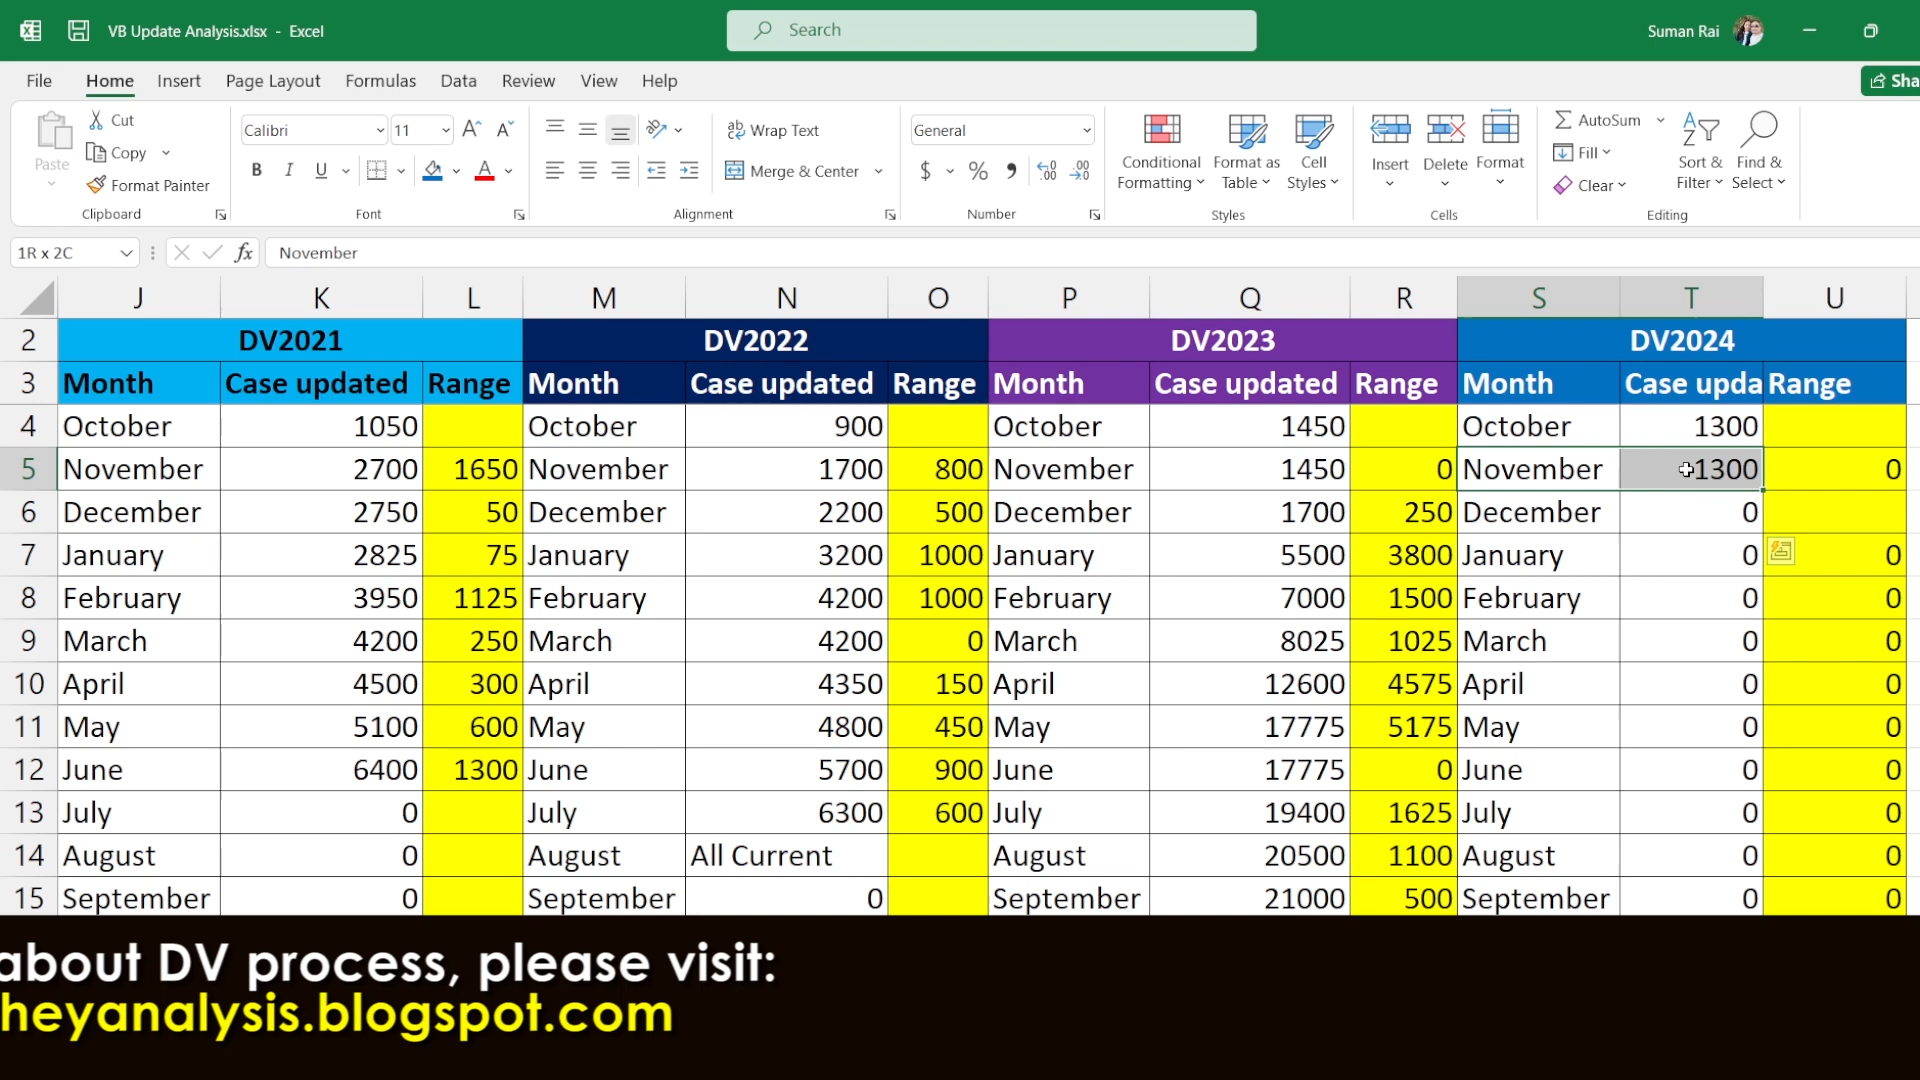 VB Update Analysis.xlsx - Excel
Search
Suman Rai
File Home Insert Page Layout Formulas Data Review View Help
Sha
Paste
Cut
Copy
Format Painter
Clipboard
Calibri 11
B I U
Font
Wrap Text
Merge & Center
Alignment
General
$ %
Number
Conditional Formatting
Format as Table
Cell Styles
Styles
Insert Delete Format
Cells
AutoSum
Fill
Clear
Sort & Filter
Find & Select
Editing
1R x 2C fx November
J K L M N O P Q R S T U
2 DV2021 DV2022 DV2023 DV2024
3 Month Case updated Range Month Case updated Range Month Case updated Range Month Case upda Range
4 October 1050 October 900 October 1450 October 1300
5 November 2700 1650 November 1700 800 November 1450 0 November 1300 0
6 December 2750 50 December 2200 500 December 1700 250 December 0
7 January 2825 75 January 3200 1000 January 5500 3800 January 0 0
8 February 3950 1125 February 4200 1000 February 7000 1500 February 0 0
9 March 4200 250 March 4200 0 March 8025 1025 March 0 0
10 April 4500 300 April 4350 150 April 12600 4575 April 0 0
11 May 5100 600 May 4800 450 May 17775 5175 May 0 0
12 June 6400 1300 June 5700 900 June 17775 0 June 0 0
13 July 0 July 6300 600 July 19400 1625 July 0 0
14 August 0 August All Current August 20500 1100 August 0 0
15 September 0 September 0 September 21000 500 September 0 0
about DV process, please visit:
heyanalysis.blogspot.com